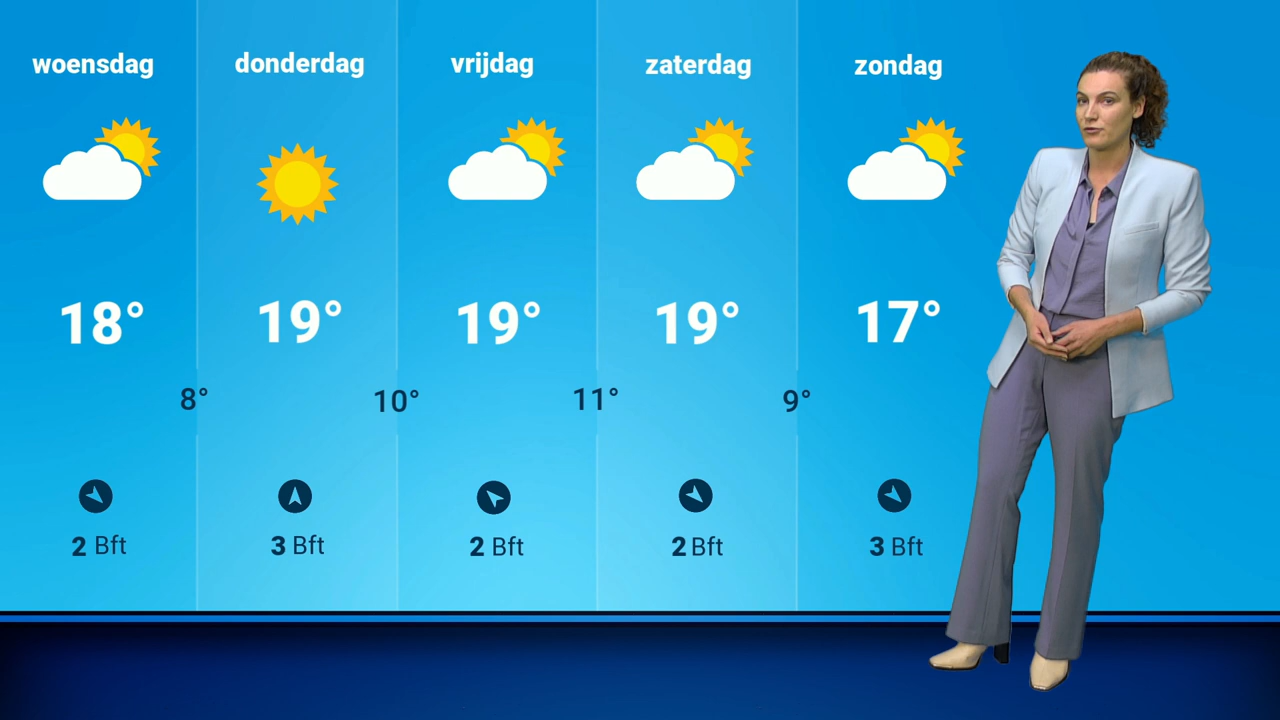 woensdag donderdag vrijdag zaterdag zondag
18° 19° 19° 19° 17°
8° 10° 11° 9°
2 Bft 3 Bft 2 Bft 2 Bft 3 Bft